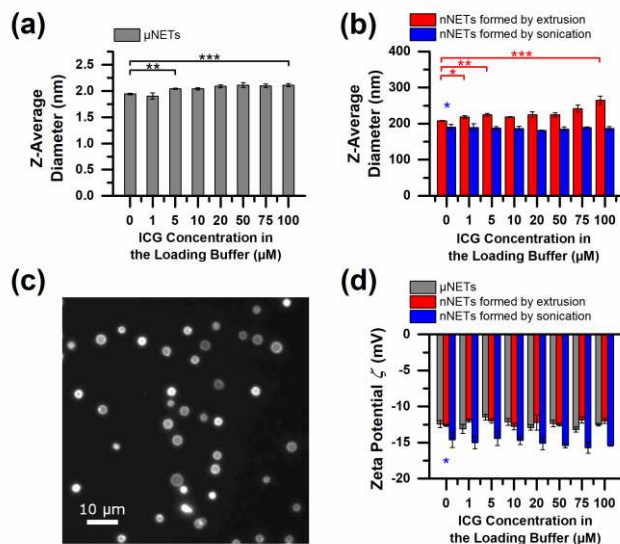 (a)
µNETs
***
**
Z-Average
Diameter (nm)
2.5
2.0
1.5
1.0
0.5
0.0
0 1 5 10 20 50 75 100
ICG Concentration in
the Loading Buffer (µM)
(b)
nNETs formed by extrusion
nNETs formed by sonication
***
**
*
*
Z-Average
Diameter (nm)
400
300
200
100
0
0 1 5 10 20 50 75 100
ICG Concentration in
the Loading Buffer (µM)
(c)
10 µm
(d)
µNETs
nNETs formed by extrusion
nNETs formed by sonication
Zeta Potential ζ (mV)
0
-5
-10
-15
-20
*
0 1 5 10 20 50 75 100
ICG Concentration in
the Loading Buffer (µM)